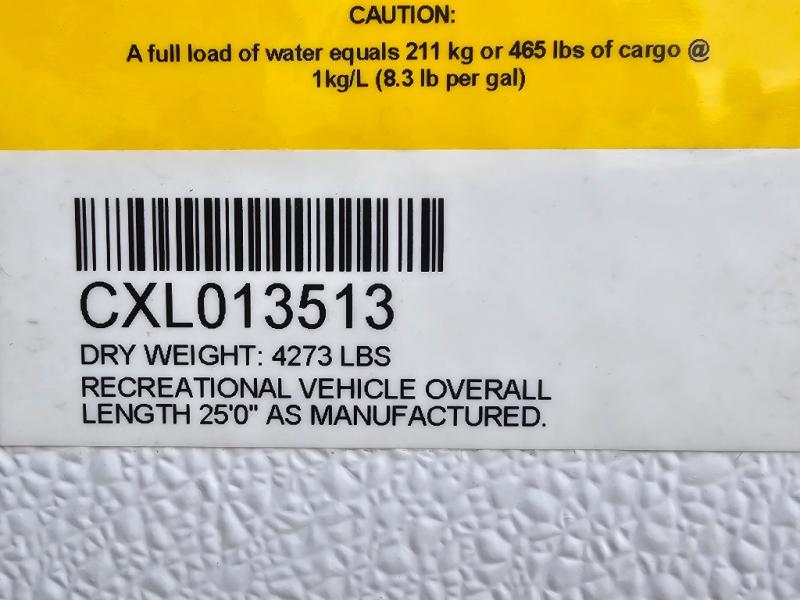 CAUTION:
A full load of water equals 211 kg or 465 lbs of cargo @
1kg/L (8.3 lb per gal)
CXL013513
DRY WEIGHT: 4273 LBS
RECREATIONAL VEHICLE OVERALL
LENGTH 25'0" AS MANUFACTURED.